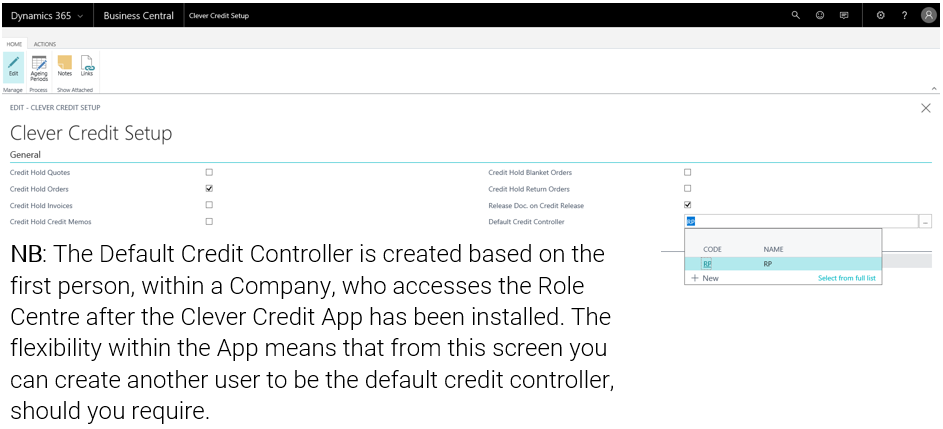 Dynamics 365 Business Central Clever Credit Setup ?
HOME ACTIONS
Edit Ageing Periods Notes Links
Manage Process Show Attached
EDIT - CLEVER CREDIT SETUP
Clever Credit Setup
General
Credit Hold Quotes Credit Hold Blanket Orders
Credit Hold Orders Credit Hold Return Orders
Credit Hold Invoices Release Doc. on Credit Release
Credit Hold Credit Memos Default Credit Controller RP ...
CODE NAME
RP RP
+ New Select from full list
NB: The Default Credit Controller is created based on the
first person, within a Company, who accesses the Role
Centre after the Clever Credit App has been installed. The
flexibility within the App means that from this screen you
can create another user to be the default credit controller,
should you require.